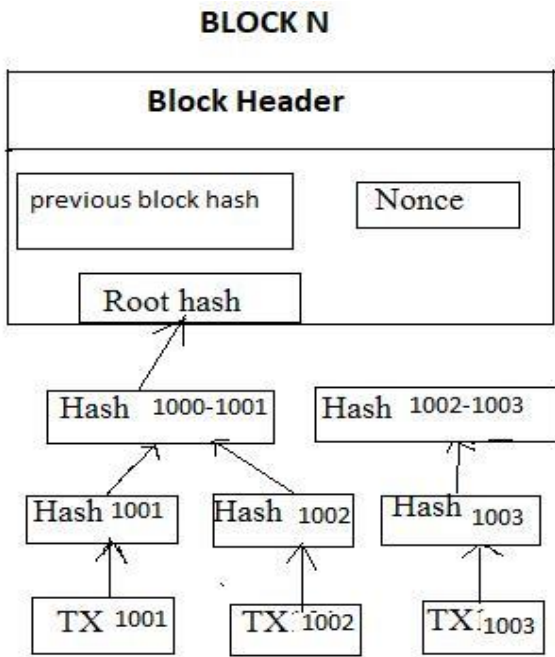 BLOCK N
Block Header
previous block hash
Nonce
Root hash
Hash 1000-1001
Hash 1002-1003
Hash 1001
Hash 1002
Hash 1003
TX 1001
TX 1002
TX 1003